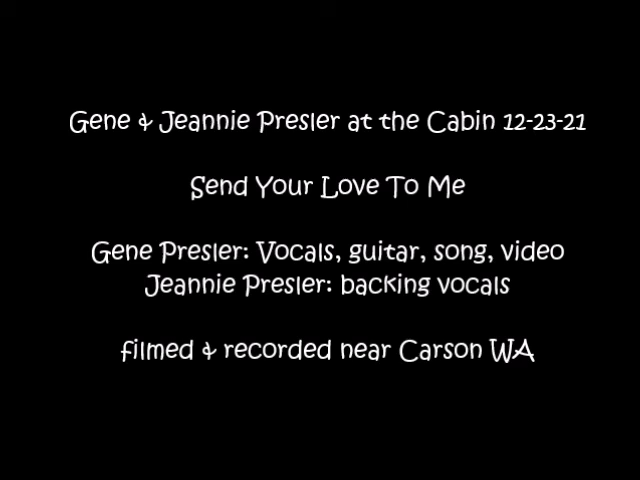 Gene & Jeannie Presler at the Cabin 12-23-21
Send Your Love To Me
Gene Presler: Vocals, guitar, song, video
Jeannie Presler: backing vocals
filmed & recorded near Carson WA